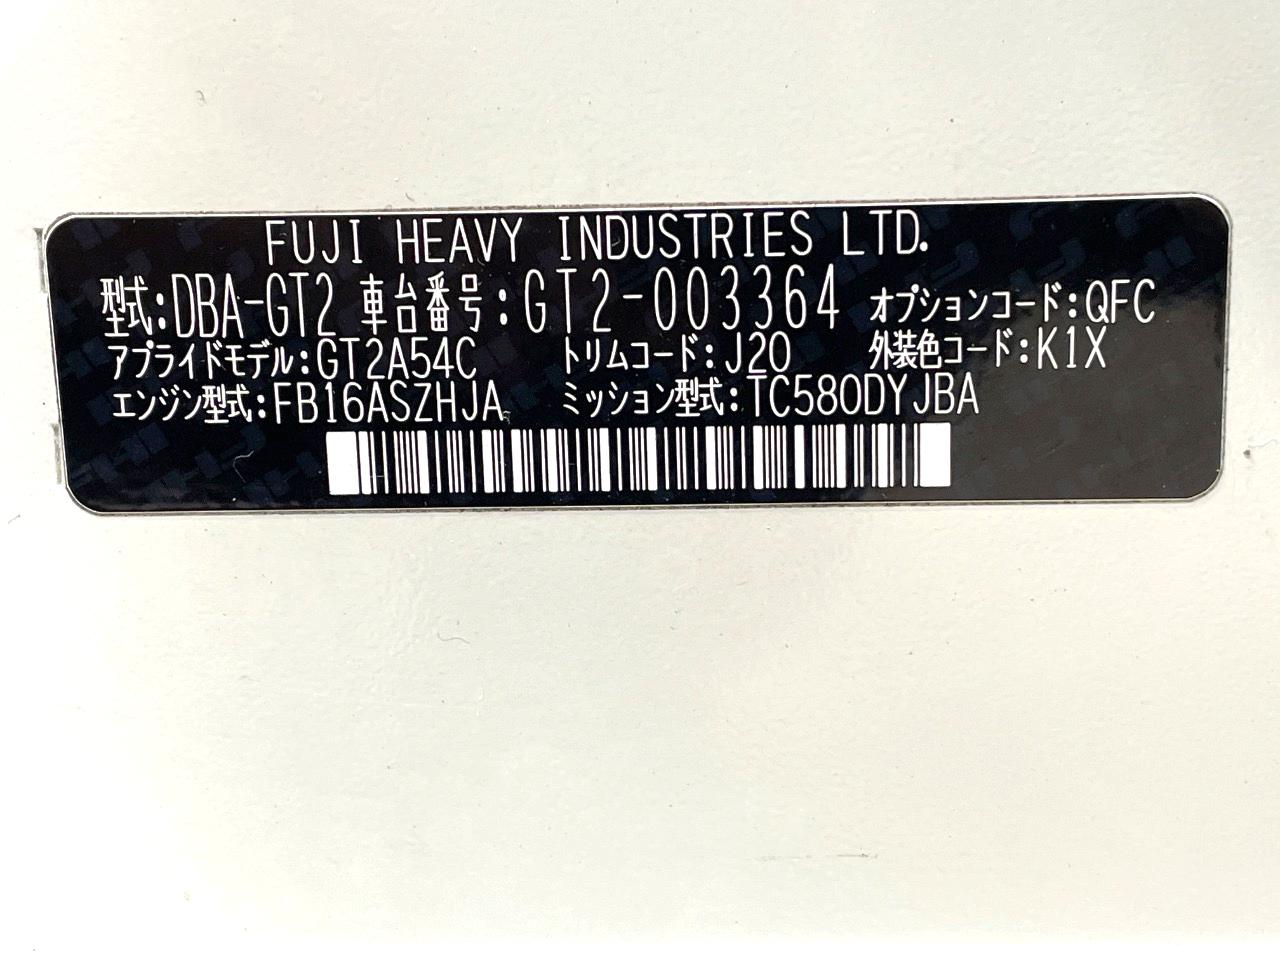 FUJI HEAVY INDUSTRIES LTD.
型式:DBA-GT2 車台番号:GT2-003364 オプションコード:QFC
アプライドモデル:GT2A54C トリムコード:J20 外装色コード:K1X
エンジン型式:FB16ASZHJA ミッション型式:TC580DYJBA